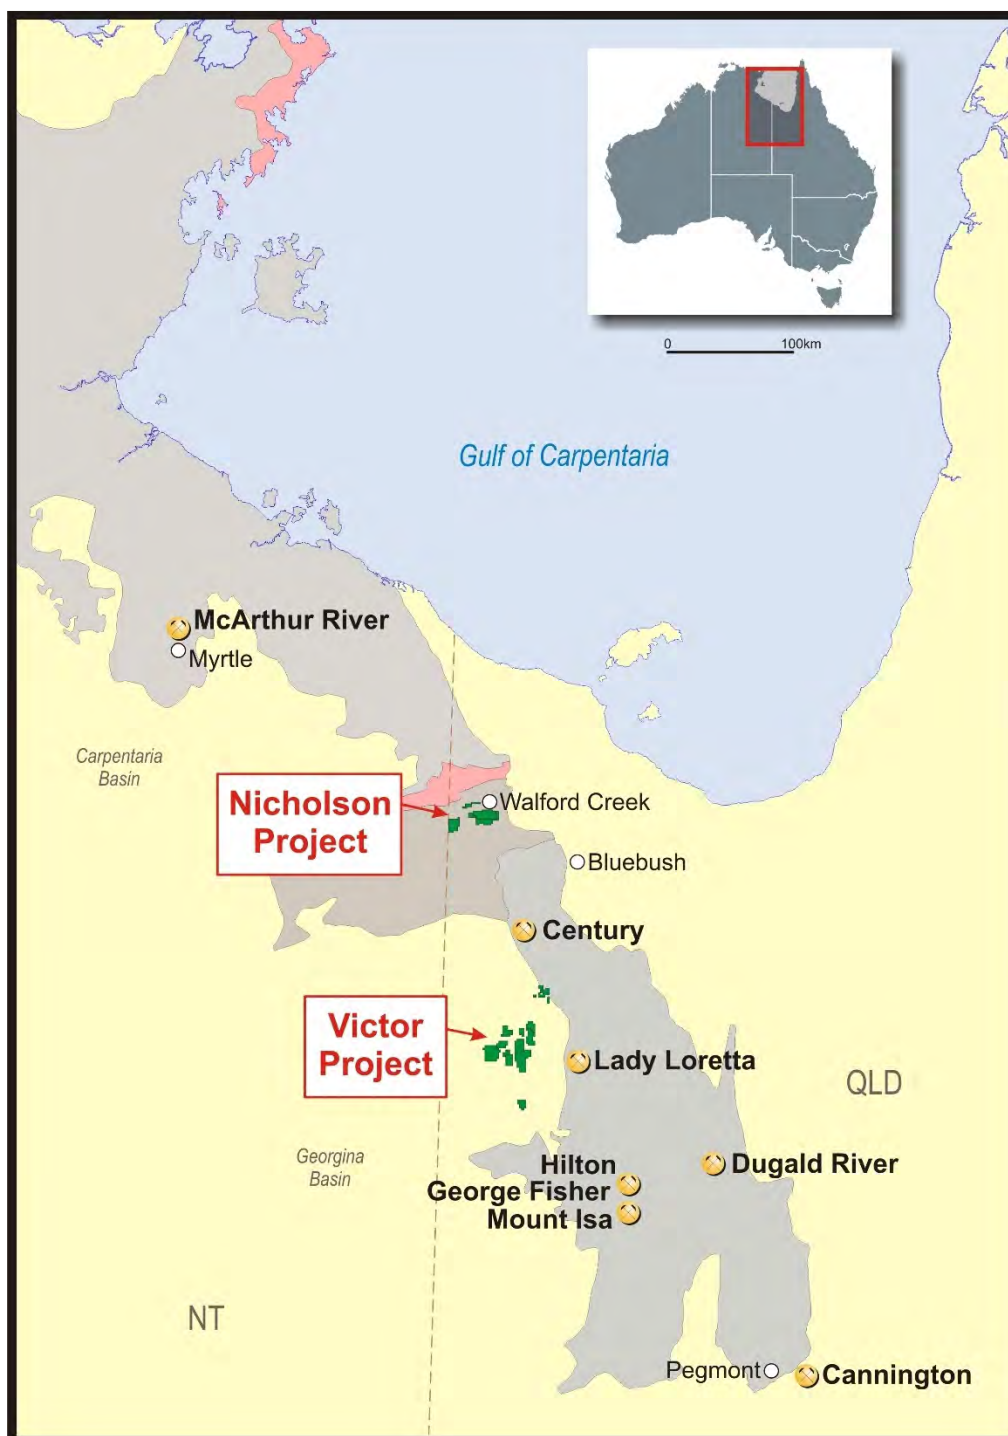 0 100km
Gulf of Carpentaria
McArthur River
Myrtle
Carpentaria
Basin
Nicholson
Project
Walford Creek
Bluebush
Century
Victor
Project
Lady Loretta
QLD
Georgina
Basin
Hilton
Dugald River
George Fisher
Mount Isa
NT
Pegmont
Cannington